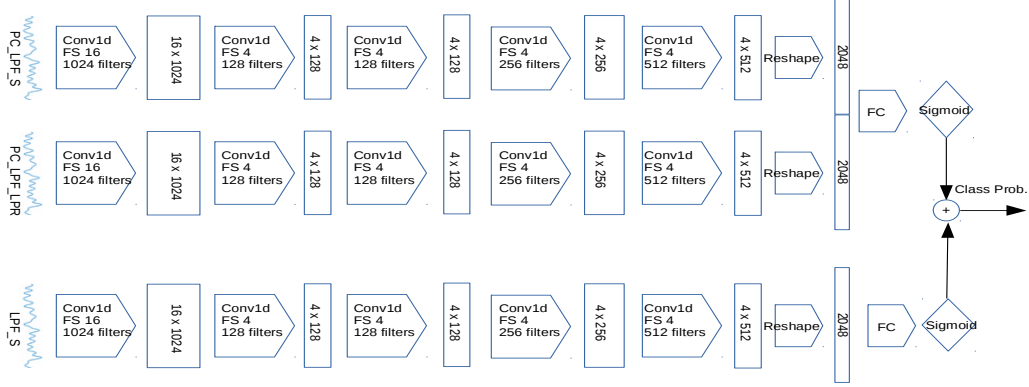 PC_LPF_S
Conv1d
FS 16
1024 filters
16 x 1024
Conv1d
FS 4
128 filters
4 x 128
Conv1d
FS 4
128 filters
4 x 128
Conv1d
FS 4
256 filters
4 x 256
Conv1d
FS 4
512 filters
4 x 512
Reshape
2048
FC
Sigmoid
PC_LPF_LPR
Conv1d
FS 16
1024 filters
16 x 1024
Conv1d
FS 4
128 filters
4 x 128
Conv1d
FS 4
128 filters
4 x 128
Conv1d
FS 4
256 filters
4 x 256
Conv1d
FS 4
512 filters
4 x 512
Reshape
2048
Class Prob.
+
LPF_S
Conv1d
FS 16
1024 filters
16 x 1024
Conv1d
FS 4
128 filters
4 x 128
Conv1d
FS 4
128 filters
4 x 128
Conv1d
FS 4
256 filters
4 x 256
Conv1d
FS 4
512 filters
4 x 512
Reshape
2048
FC
Sigmoid